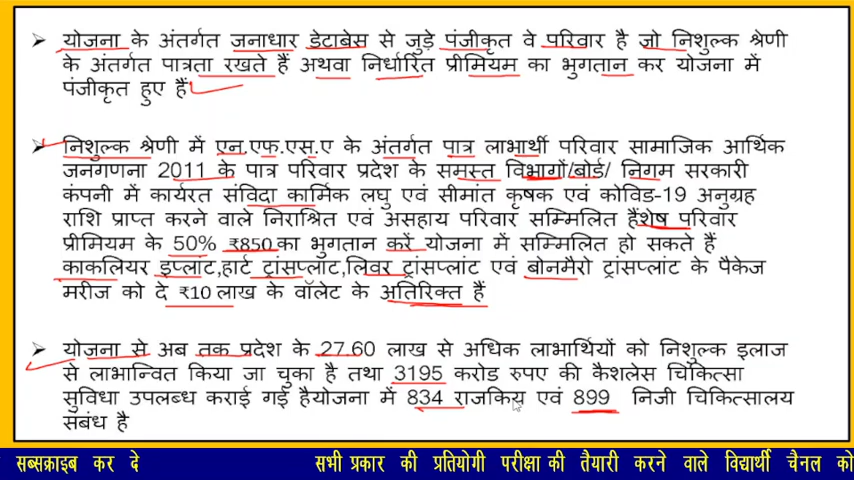 ➢ योजना के अंतर्गत जनाधार डेटाबेस से जुड़े पंजीकृत वे परिवार है जो निशुल्क श्रेणी
के अंतर्गत पात्रता रखते हैं अथवा निर्धारित प्रीमियम का भुगतान कर योजना में
पंजीकृत हुए हैं
➢ निशुल्क श्रेणी में एन.एफ.एस.ए के अंतर्गत पात्र लाभार्थी परिवार सामाजिक आर्थिक
जनगणना 2011 के पात्र परिवार प्रदेश के समस्त विभागों/बोर्ड/ निगम सरकारी
कंपनी में कार्यरत संविदा कार्मिक लघु एवं सीमांत कृषक एवं कोविड-19 अनुग्रह
राशि प्राप्त करने वाले निराश्रित एवं असहाय परिवार सम्मिलित हैंशेष परिवार
प्रीमियम के 50% ₹850 का भुगतान करें योजना में सम्मिलित हो सकते हैं
काकलियर इप्लांट,हार्ट ट्रांसप्लांट,लिवर ट्रांसप्लांट एवं बोनमैरो ट्रांसप्लांट के पैकेज
मरीज को दे ₹10 लाख के वॉलेट के अतिरिक्त हैं
➢ योजना से अब तक प्रदेश के 27.60 लाख से अधिक लाभार्थियों को निशुल्क इलाज
से लाभान्वित किया जा चुका है तथा 3195 करोड रुपए की कैशलेस चिकित्सा
सुविधा उपलब्ध कराई गई हैयोजना में 834 राजकिय एवं 899 निजी चिकित्सालय
संबंध है
सब्सक्राइब कर दे सभी प्रकार की प्रतियोगी परीक्षा की तैयारी करने वाले विद्यार्थी चैनल को